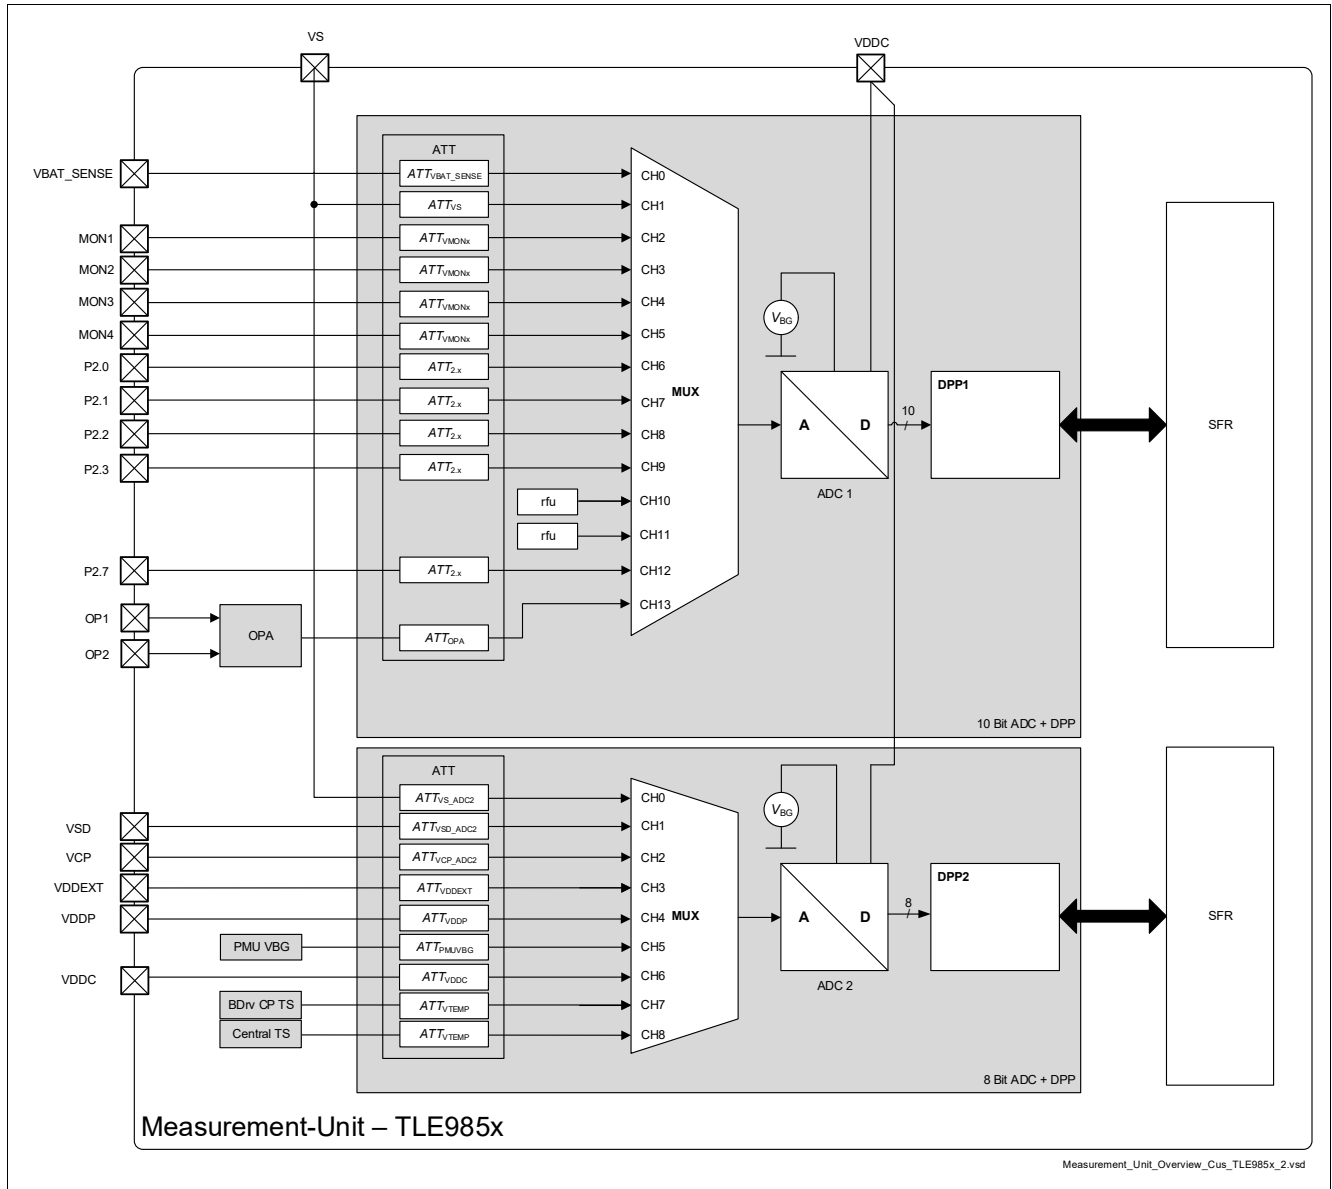 VS
VDDC
ATT
VBAT_SENSE ATTVBAT_SENSE CH0
ATTVS CH1
MON1 ATTVMONx CH2
MON2 ATTVMONx CH3
MON3 ATTVMONx CH4
VBG
MON4 ATTVMONx CH5
P2.0 ATT2.x CH6
MUX
P2.1 ATT2.x CH7
DPP1
P2.2 ATT2.x CH8
A D 10 SFR
P2.3 ATT2.x CH9
ADC 1
rfu CH10
rfu CH11
P2.7 ATT2.x CH12
OP1 CH13
OPA ATTOPA
OP2
10 Bit ADC + DPP
ATT
ATTVS_ADC2 CH0
VBG
VSD ATTVSD_ADC2 CH1
VCP ATTVCP_ADC2 CH2
DPP2
VDDEXT ATTVDDEXT CH3
VDDP ATTVDDP CH4 MUX
A D 8 SFR
PMU VBG ATTPMUVBG CH5
VDDC ATTVDDC CH6
ADC 2
BDrv CP TS ATTVTEMP CH7
Central TS ATTVTEMP CH8
8 Bit ADC + DPP
Measurement-Unit – TLE985x
Measurement_Unit_Overview_Cus_TLE985x_2.vsd